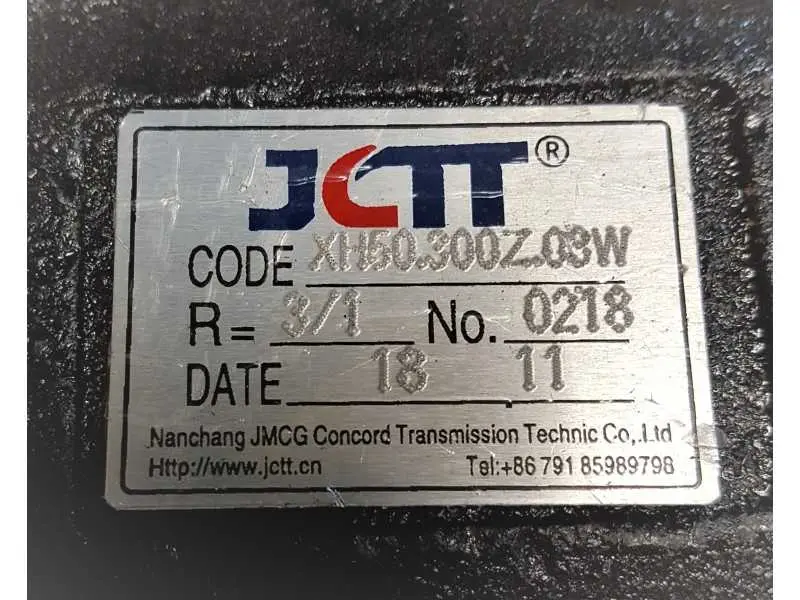 JCTT®
CODE XH50.300Z.03W
R= 3/1 No. 0218
DATE 18 11
Nanchang JMCG Concord Transmission Technic Co,.Ltd
Http://www.jctt.cn Tel:+86 791 85989798